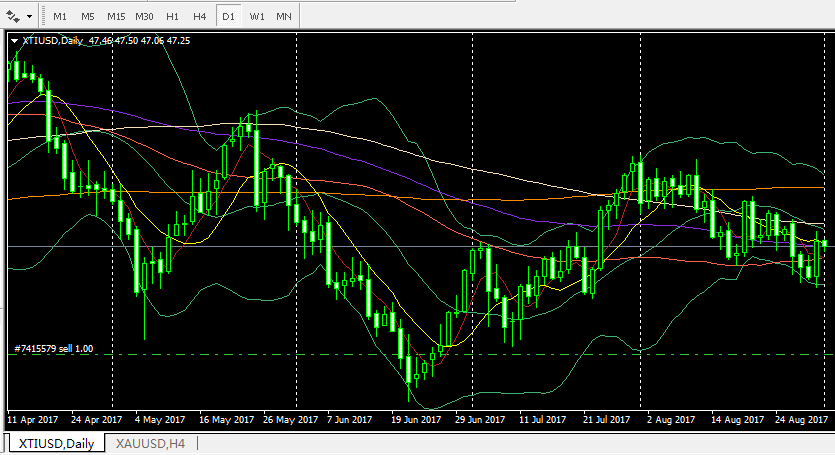 M1 M5 M15 M30 H1 H4 D1 W1 MN
XTIUSD,Daily 47.46 47.50 47.06 47.25
#7415579 sell 1.00
11 Apr 2017 24 Apr 2017 4 May 2017 16 May 2017 26 May 2017 7 Jun 2017 19 Jun 2017 29 Jun 2017 11 Jul 2017 21 Jul 2017 2 Aug 2017 14 Aug 2017 24 Aug 2017
XTIUSD,Daily XAUUSD,H4